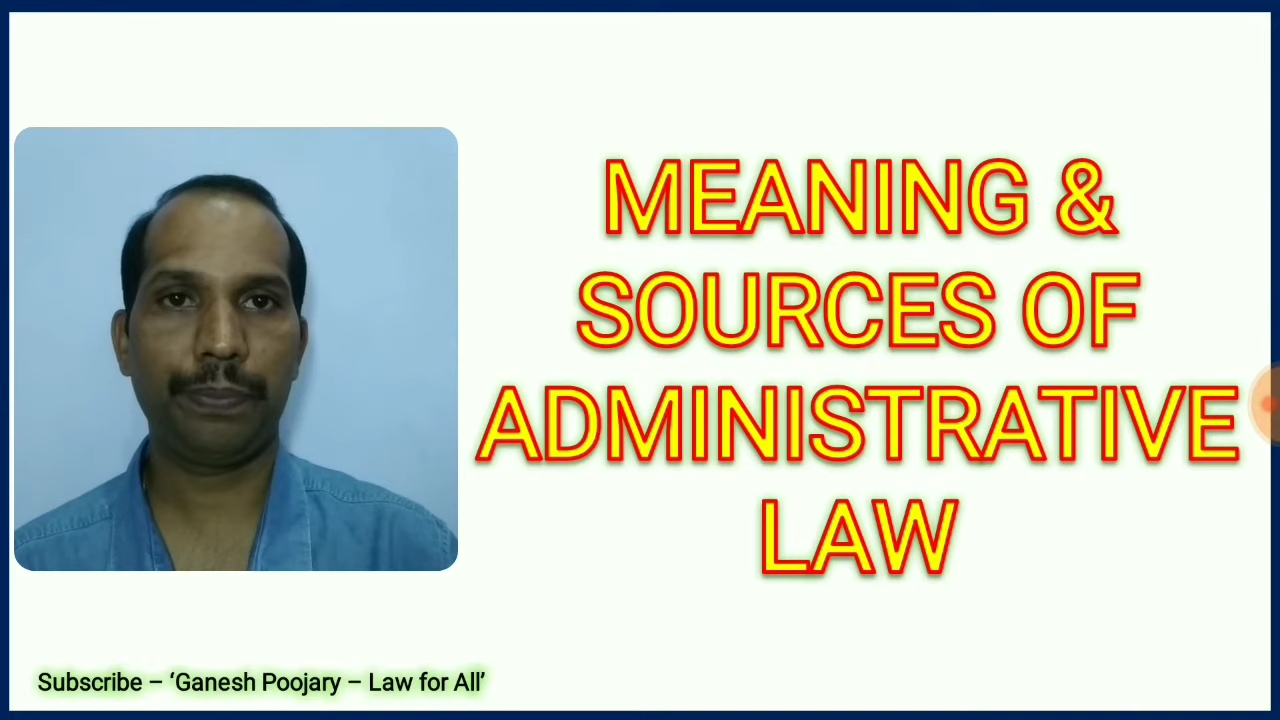 MEANING &
SOURCES OF
ADMINISTRATIVE
LAW
Subscribe – ‘Ganesh Poojary – Law for All’